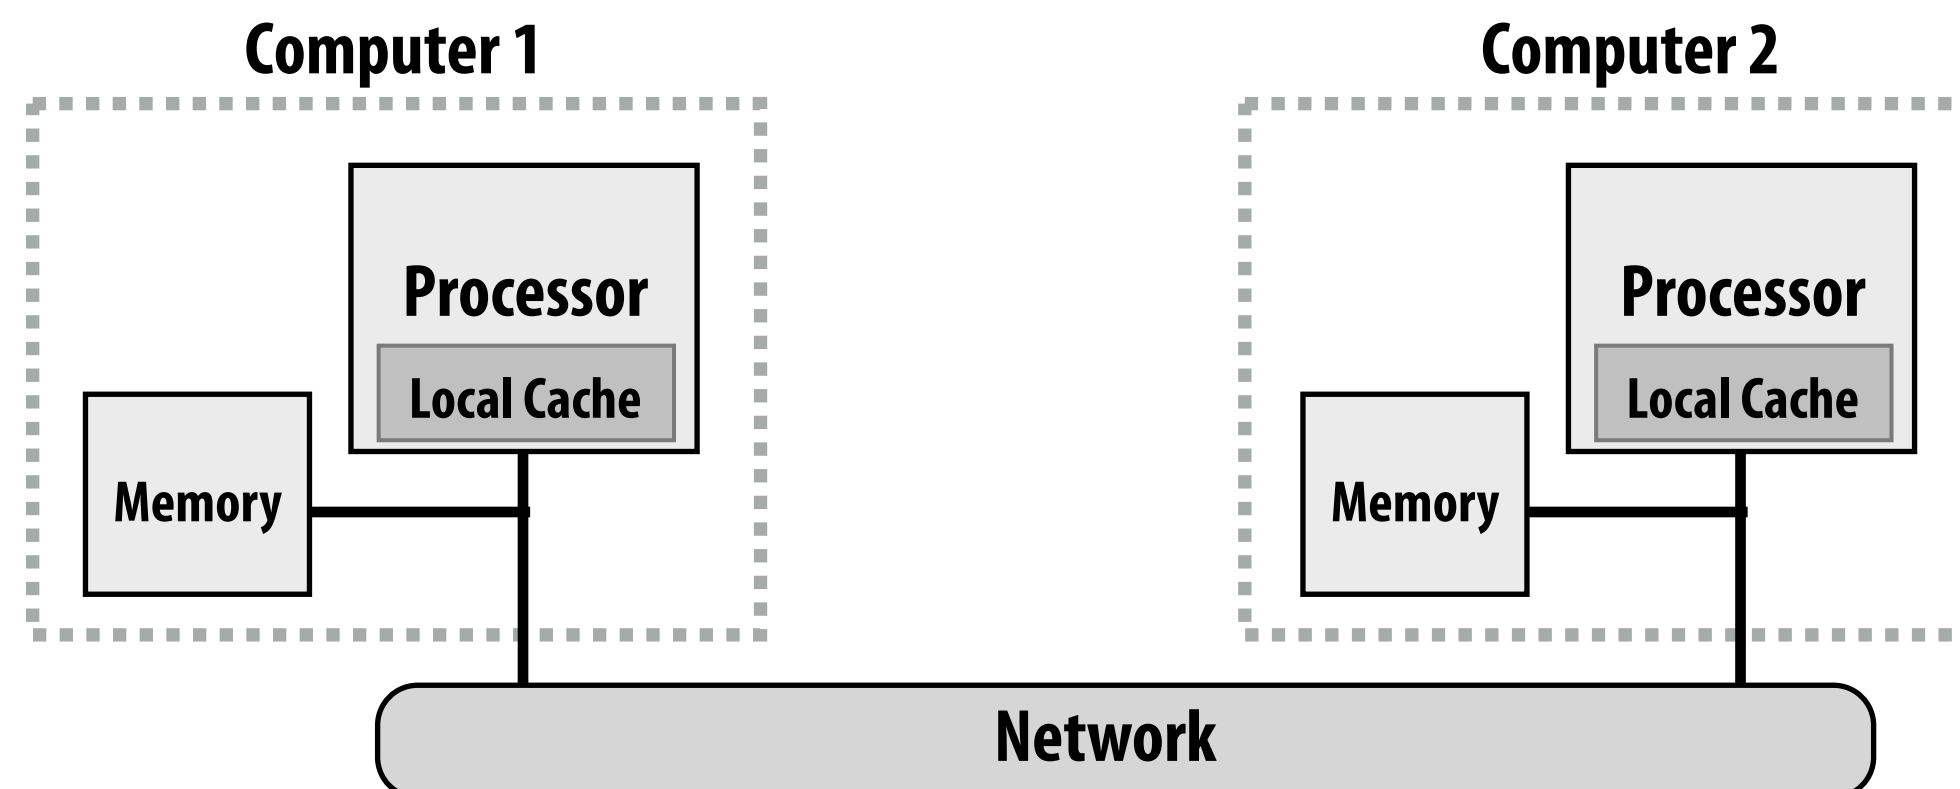 Computer 1
Computer 2
Processor
Local Cache
Memory
Processor
Local Cache
Memory
Network